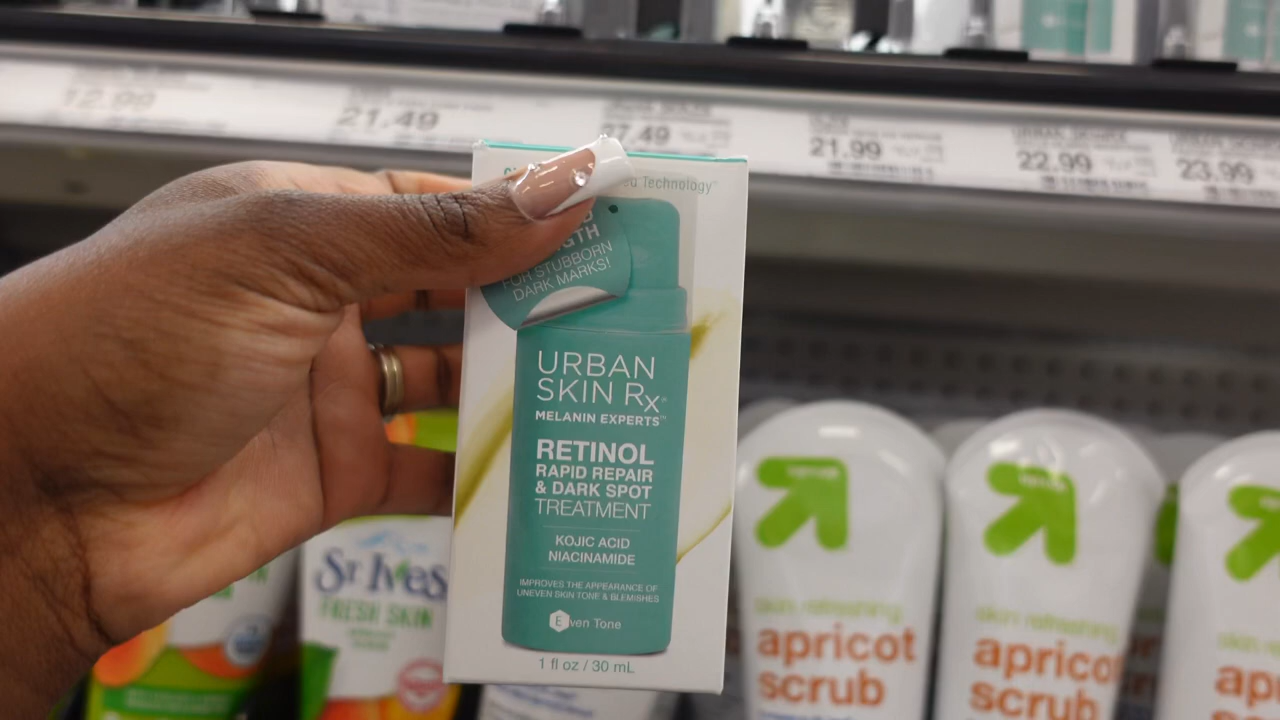 12.99
21.49
27.49
21.99
22.99
23.99
Technology
GTH
FOR STUBBORN
DARK MARKS!
URBAN
SKIN Rx®
MELANIN EXPERTS™
RETINOL
RAPID REPAIR
& DARK SPOT
TREATMENT
KOJIC ACID
NIACINAMIDE
IMPROVES THE APPEARANCE OF
UNEVEN SKIN TONE & BLEMISHES
Even Tone
1 fl oz / 30 mL
St Ives
FRESH SKIN
skin refreshing
apricot
scrub
skin refreshing
apricot
scrub